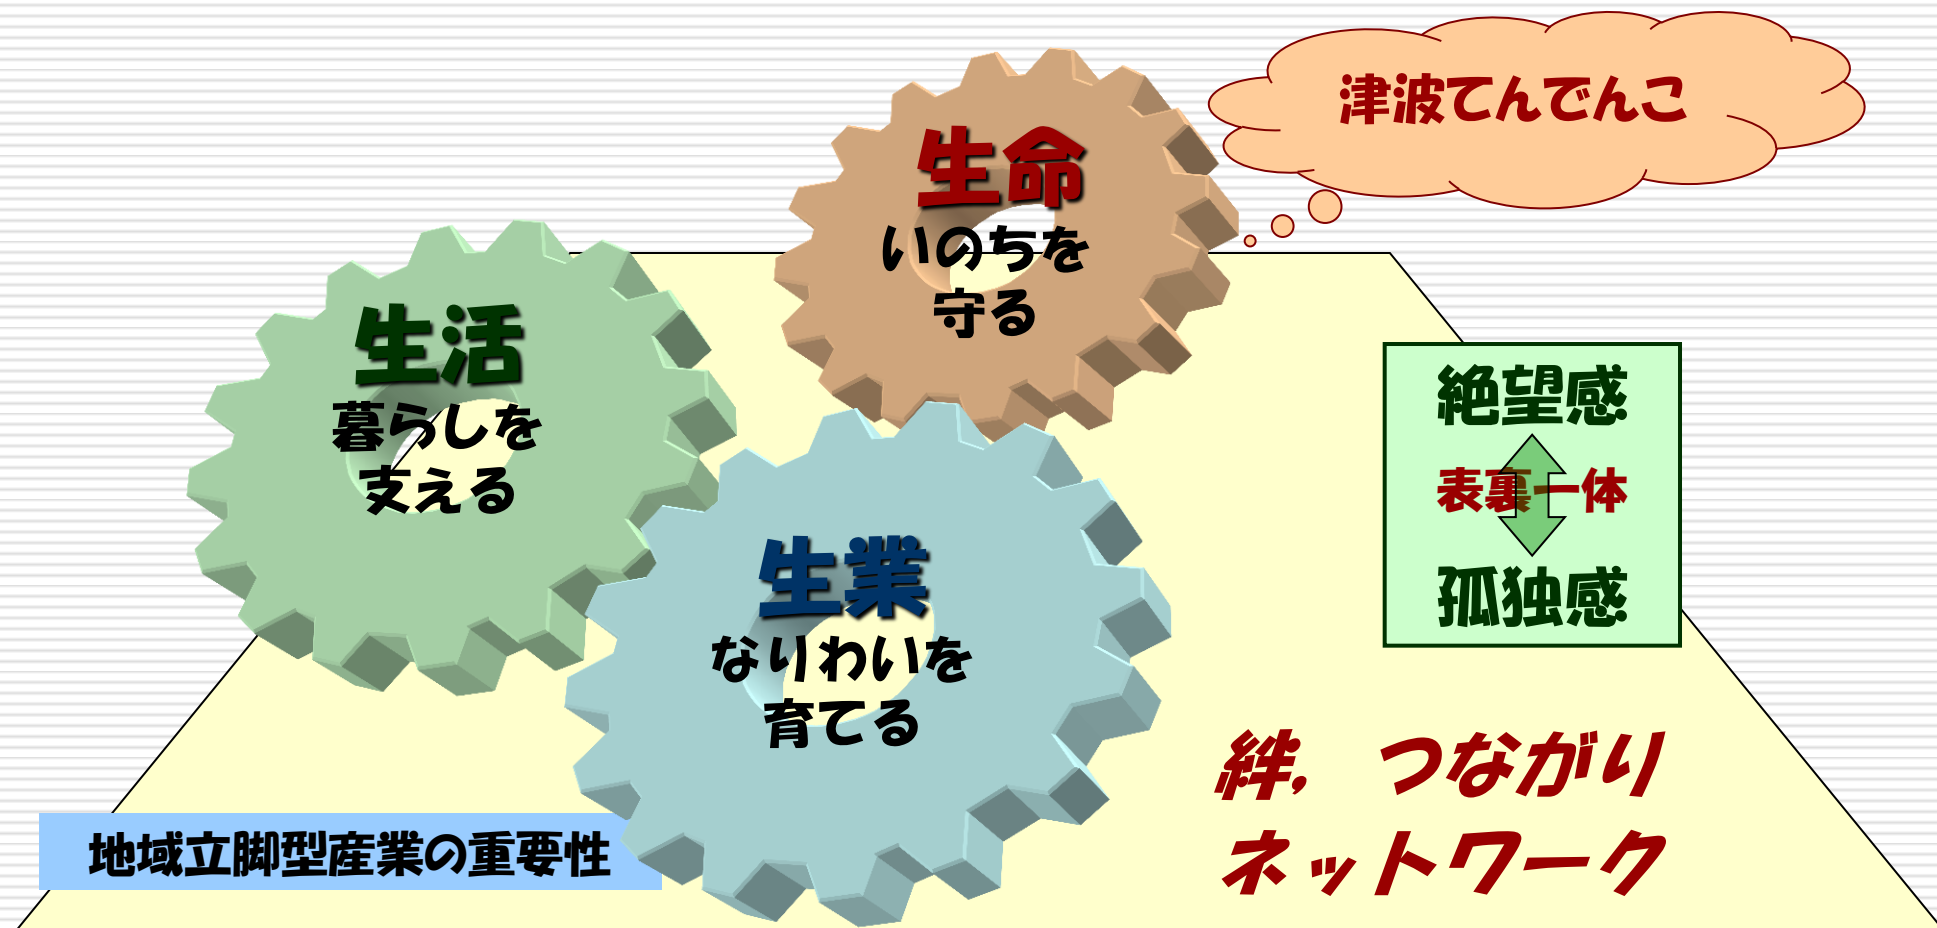 津波てんでんこ
生命
いのちを
守る
生活
暮らしを
支える
生業
なりわいを
育てる
絶望感
表裏一体
孤独感
絆，つながり
ネットワーク
地域立脚型産業の重要性